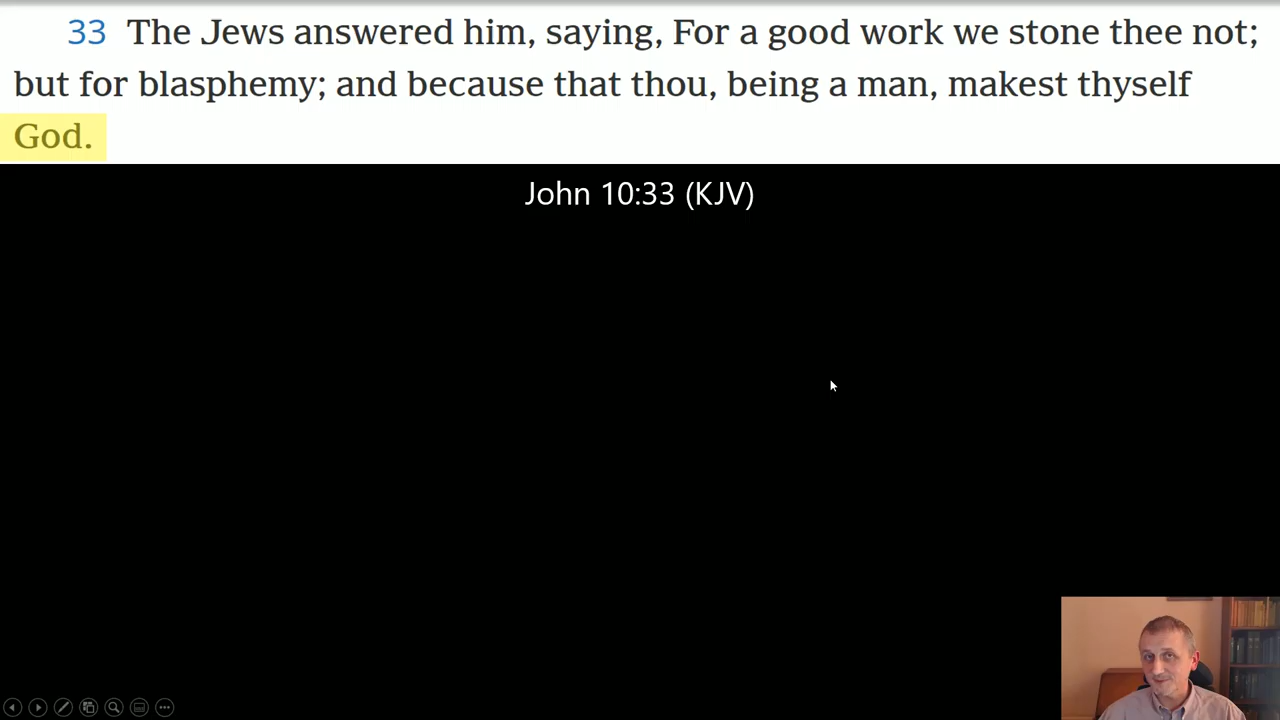 33 The Jews answered him, saying, For a good work we stone thee not;
but for blasphemy; and because that thou, being a man, makest thyself
God.
John 10:33 (KJV)